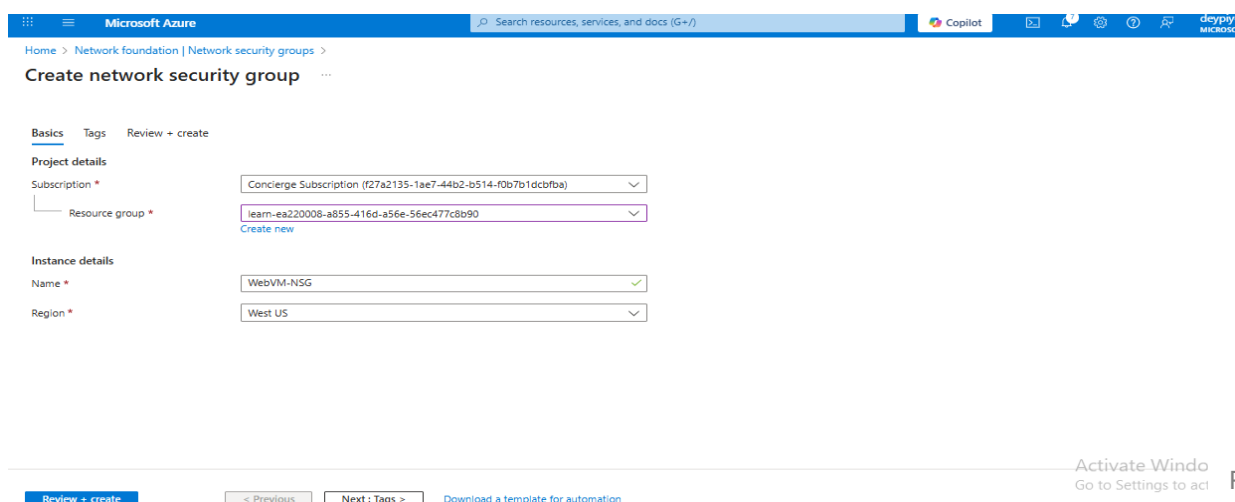 Microsoft Azure
Search resources, services, and docs (G+/)
Copilot
7
deypiy
MICROSO
Home > Network foundation | Network security groups >
Create network security group ...
Basics Tags Review + create
Project details
Subscription *
Concierge Subscription (f27a2135-1ae7-44b2-b514-f0b7b1dcbfba)
Resource group *
learn-ea220008-a855-416d-a56e-56ec477c8b90
Create new
Instance details
Name *
WebVM-NSG
Region *
West US
Activate Windo
Go to Settings to act
Review + create
< Previous
Next : Tags >
Download a template for automation